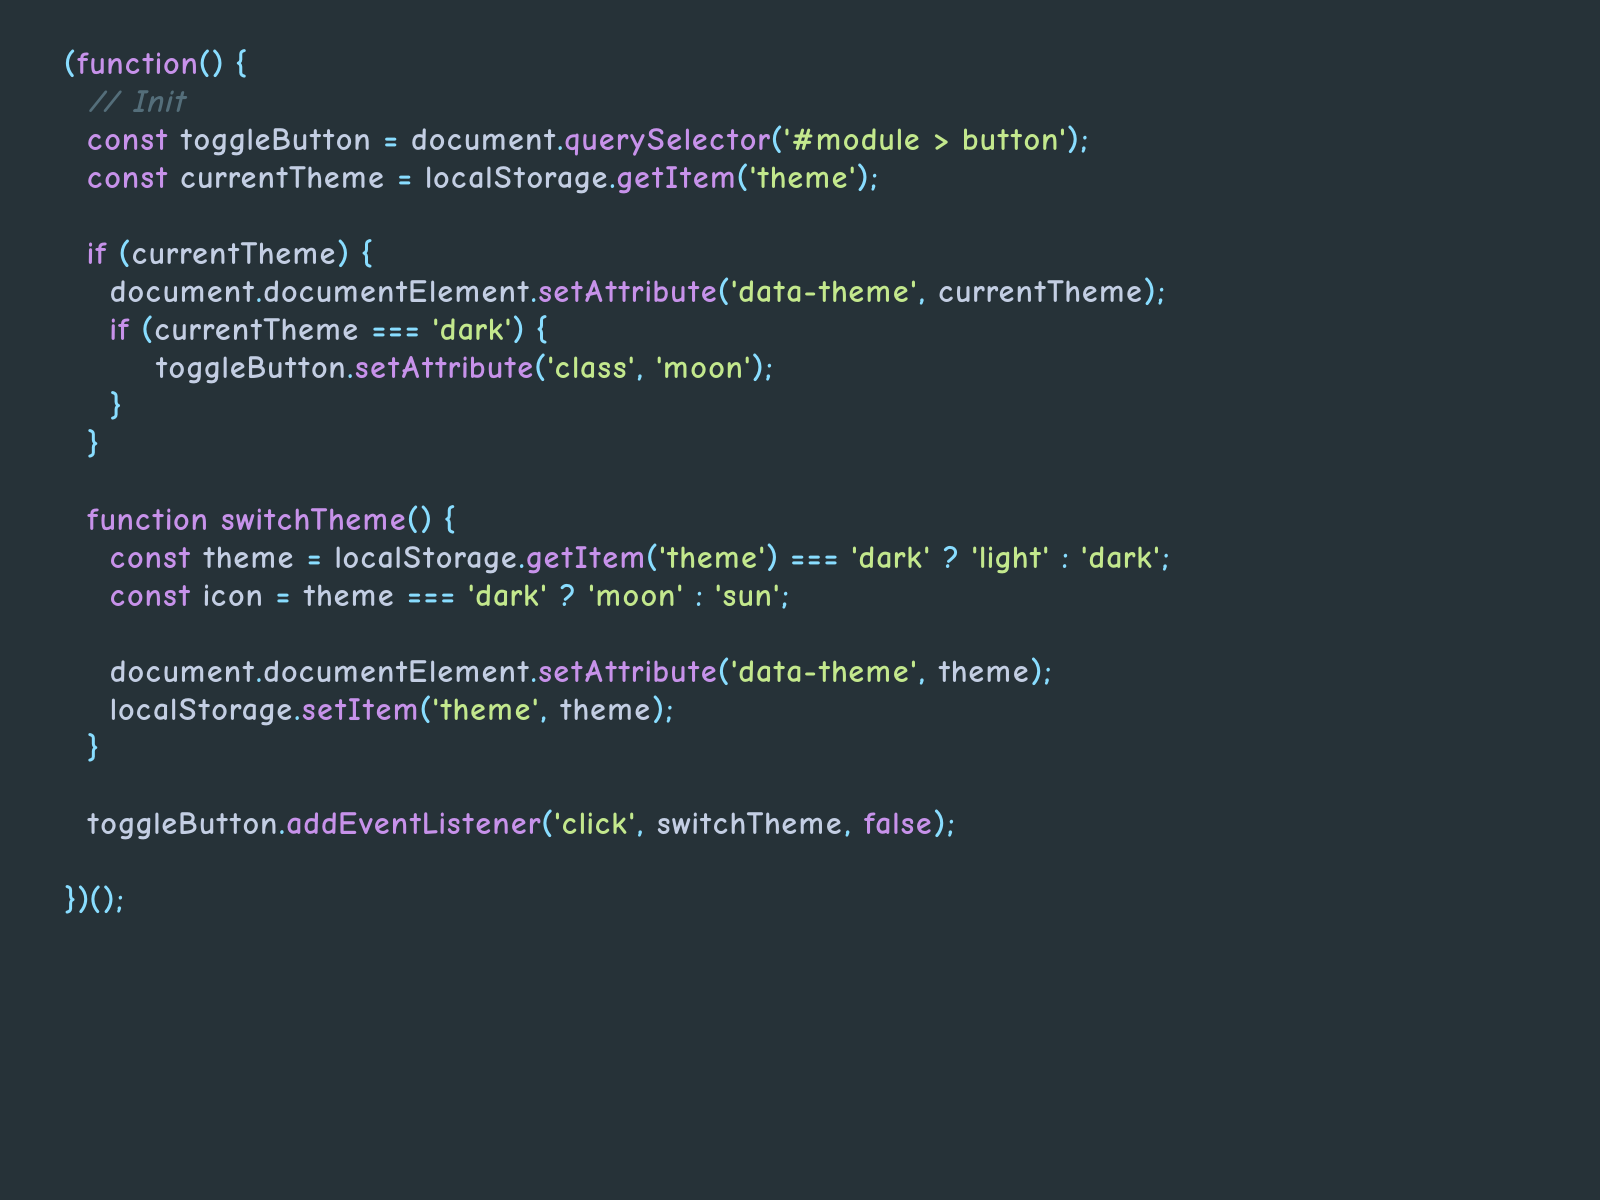 (function() {
  // Init
  const toggleButton = document.querySelector('#module > button');
  const currentTheme = localStorage.getItem('theme');

  if (currentTheme) {
    document.documentElement.setAttribute('data-theme', currentTheme);
    if (currentTheme === 'dark') {
        toggleButton.setAttribute('class', 'moon');
    }
  }

  function switchTheme() {
    const theme = localStorage.getItem('theme') === 'dark' ? 'light' : 'dark';
    const icon = theme === 'dark' ? 'moon' : 'sun';

    document.documentElement.setAttribute('data-theme', theme);
    localStorage.setItem('theme', theme);
  }

  toggleButton.addEventListener('click', switchTheme, false);

})();